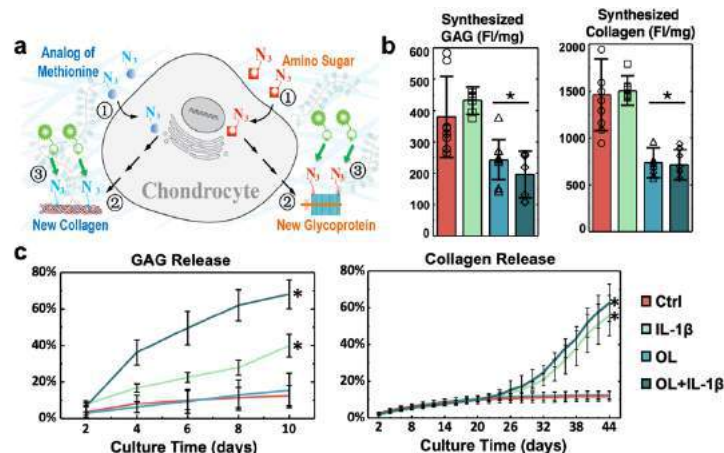 a
Analog of
Methionine
N3
N3
N3
N3
Amino Sugar
N3
①
①
N3
N3
③
③
N3
N3
N3
N3
Chondrocyte
②
②
New Collagen
New Glycoprotein
b
Synthesized
GAG (FI/mg)
600
500
400
300
200
100
0
*
Synthesized
Collagen (FI/mg)
2000
1500
1000
500
0
*
c
GAG Release
80%
60%
40%
20%
0%
2
4
6
8
10
Culture Time (days)
*
*
Collagen Release
80%
60%
40%
20%
0%
2
8
14
20
26
32
38
44
Culture Time (days)
*
*
Ctrl
IL-1β
OL
OL+IL-1β